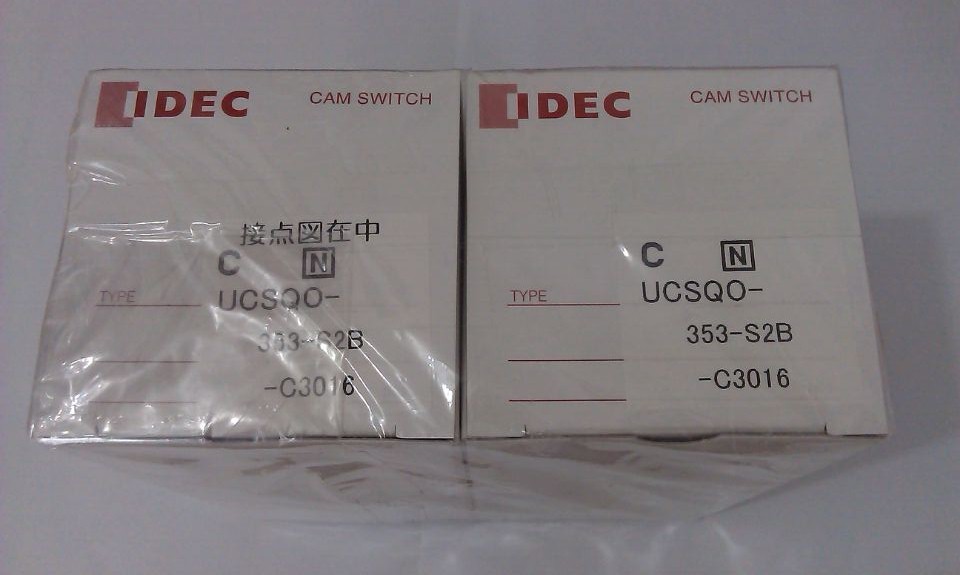 IDEC CAM SWITCH
接点図在中
C N
TYPE UCSQO-
353-S2B
-C3016
IDEC CAM SWITCH
C N
TYPE UCSQO-
353-S2B
-C3016